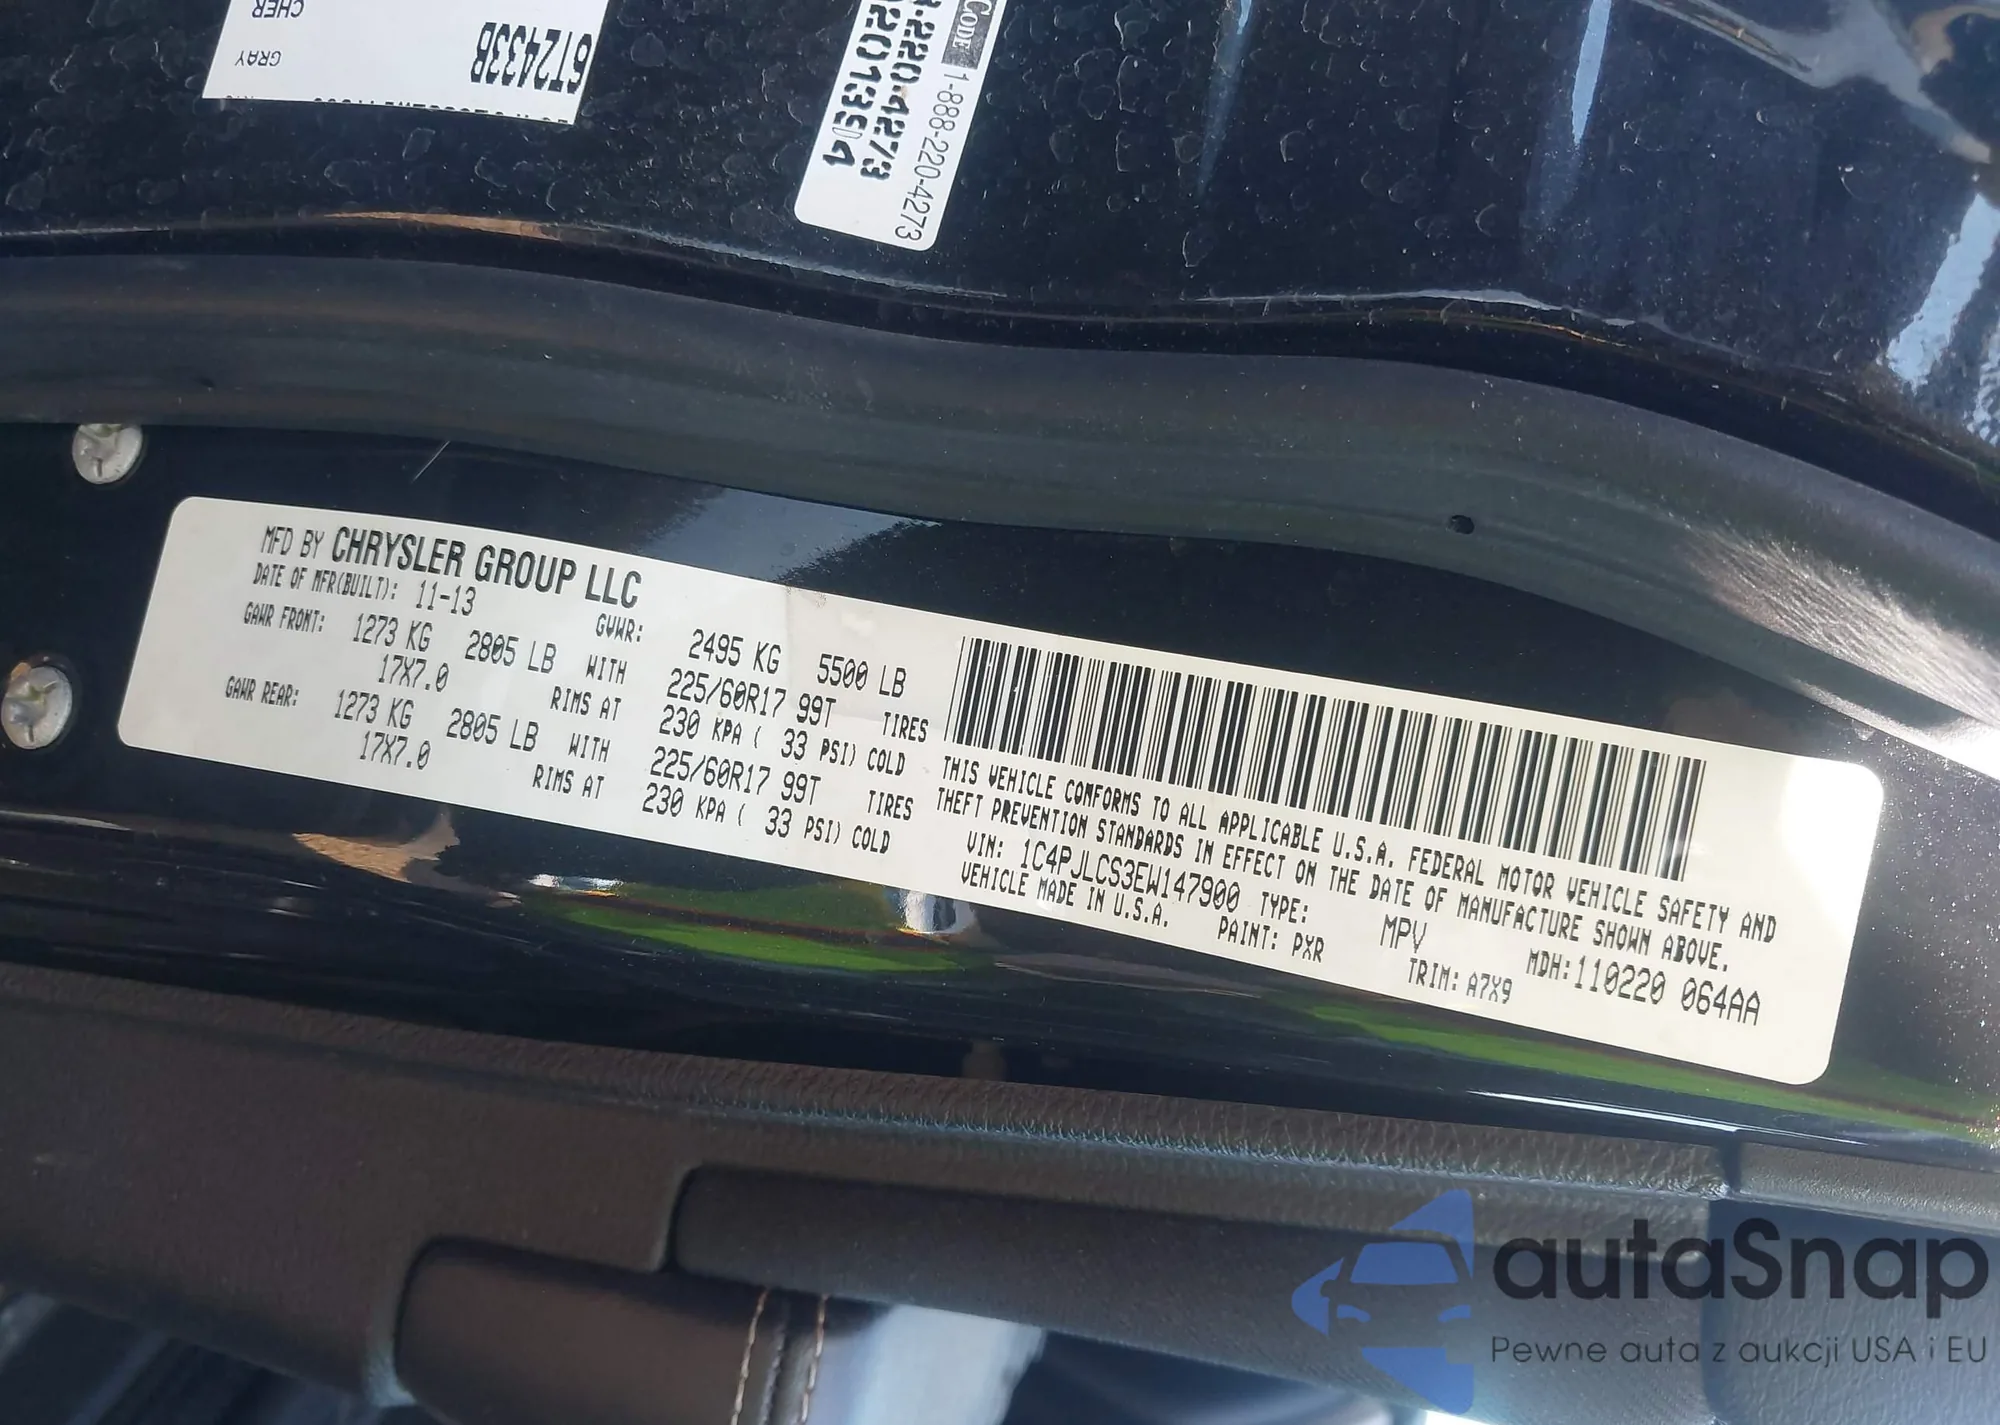 CHER
GRAY
6T2433B
CODE 1-888-220-4273
MFD BY CHRYSLER GROUP LLC
DATE OF MFR(BUILT): 11-13 GVWR: 2495 KG 5500 LB
GAWR FRONT: 1273 KG 2805 LB WITH 225/60R17 99T TIRES
17X7.0 RIMS AT 230 KPA ( 33 PSI) COLD
GAWR REAR: 1273 KG 2805 LB WITH 225/60R17 99T TIRES
17X7.0 RIMS AT 230 KPA ( 33 PSI) COLD
THIS VEHICLE CONFORMS TO ALL APPLICABLE U.S.A. FEDERAL MOTOR VEHICLE SAFETY AND
THEFT PREVENTION STANDARDS IN EFFECT ON THE DATE OF MANUFACTURE SHOWN ABOVE.
VIN: 1C4PJLCS3EW147900 TYPE: MPV MDH:110220 064AA
VEHICLE MADE IN U.S.A. PAINT: PXR TRIM: A7X9
autaSnap
Pewne auta z aukcji USA i EU